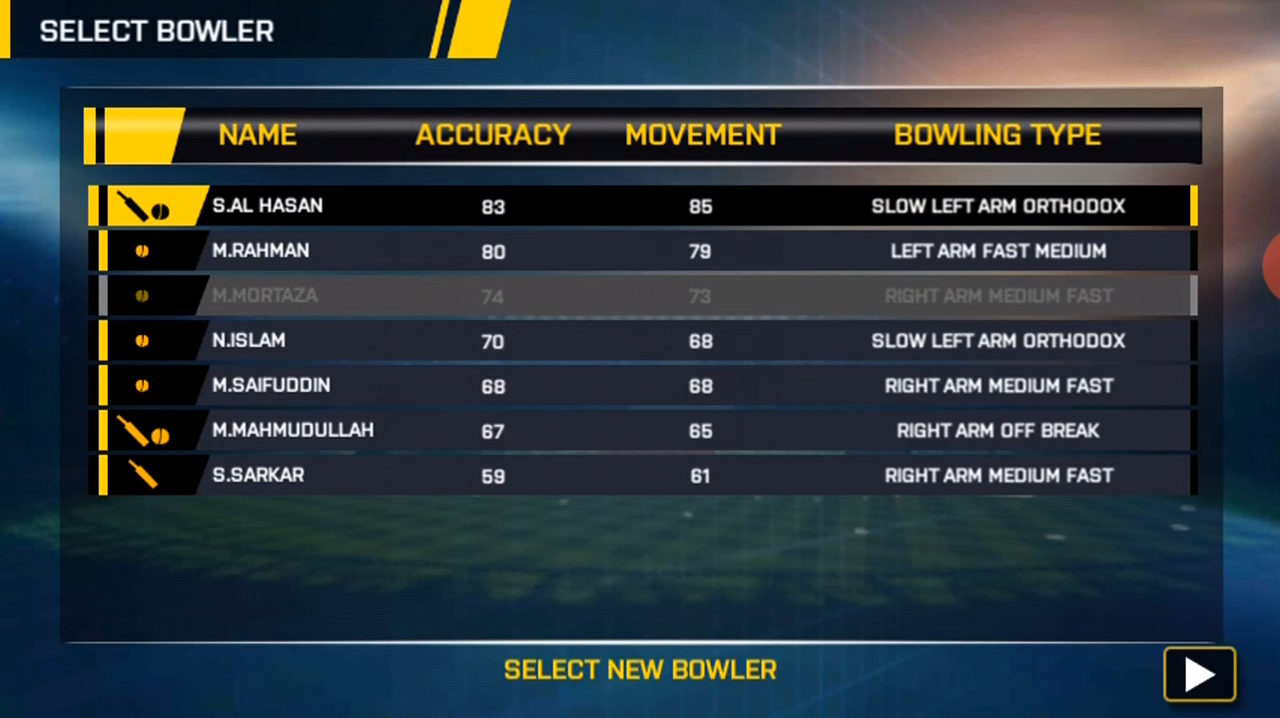 SELECT BOWLER
NAME ACCURACY MOVEMENT BOWLING TYPE
S.AL HASAN 83 85 SLOW LEFT ARM ORTHODOX
M.RAHMAN 80 79 LEFT ARM FAST MEDIUM
M.MORTAZA 74 73 RIGHT ARM MEDIUM FAST
N.ISLAM 70 68 SLOW LEFT ARM ORTHODOX
M.SAIFUDDIN 68 68 RIGHT ARM MEDIUM FAST
M.MAHMUDULLAH 67 65 RIGHT ARM OFF BREAK
S.SARKAR 59 61 RIGHT ARM MEDIUM FAST
SELECT NEW BOWLER